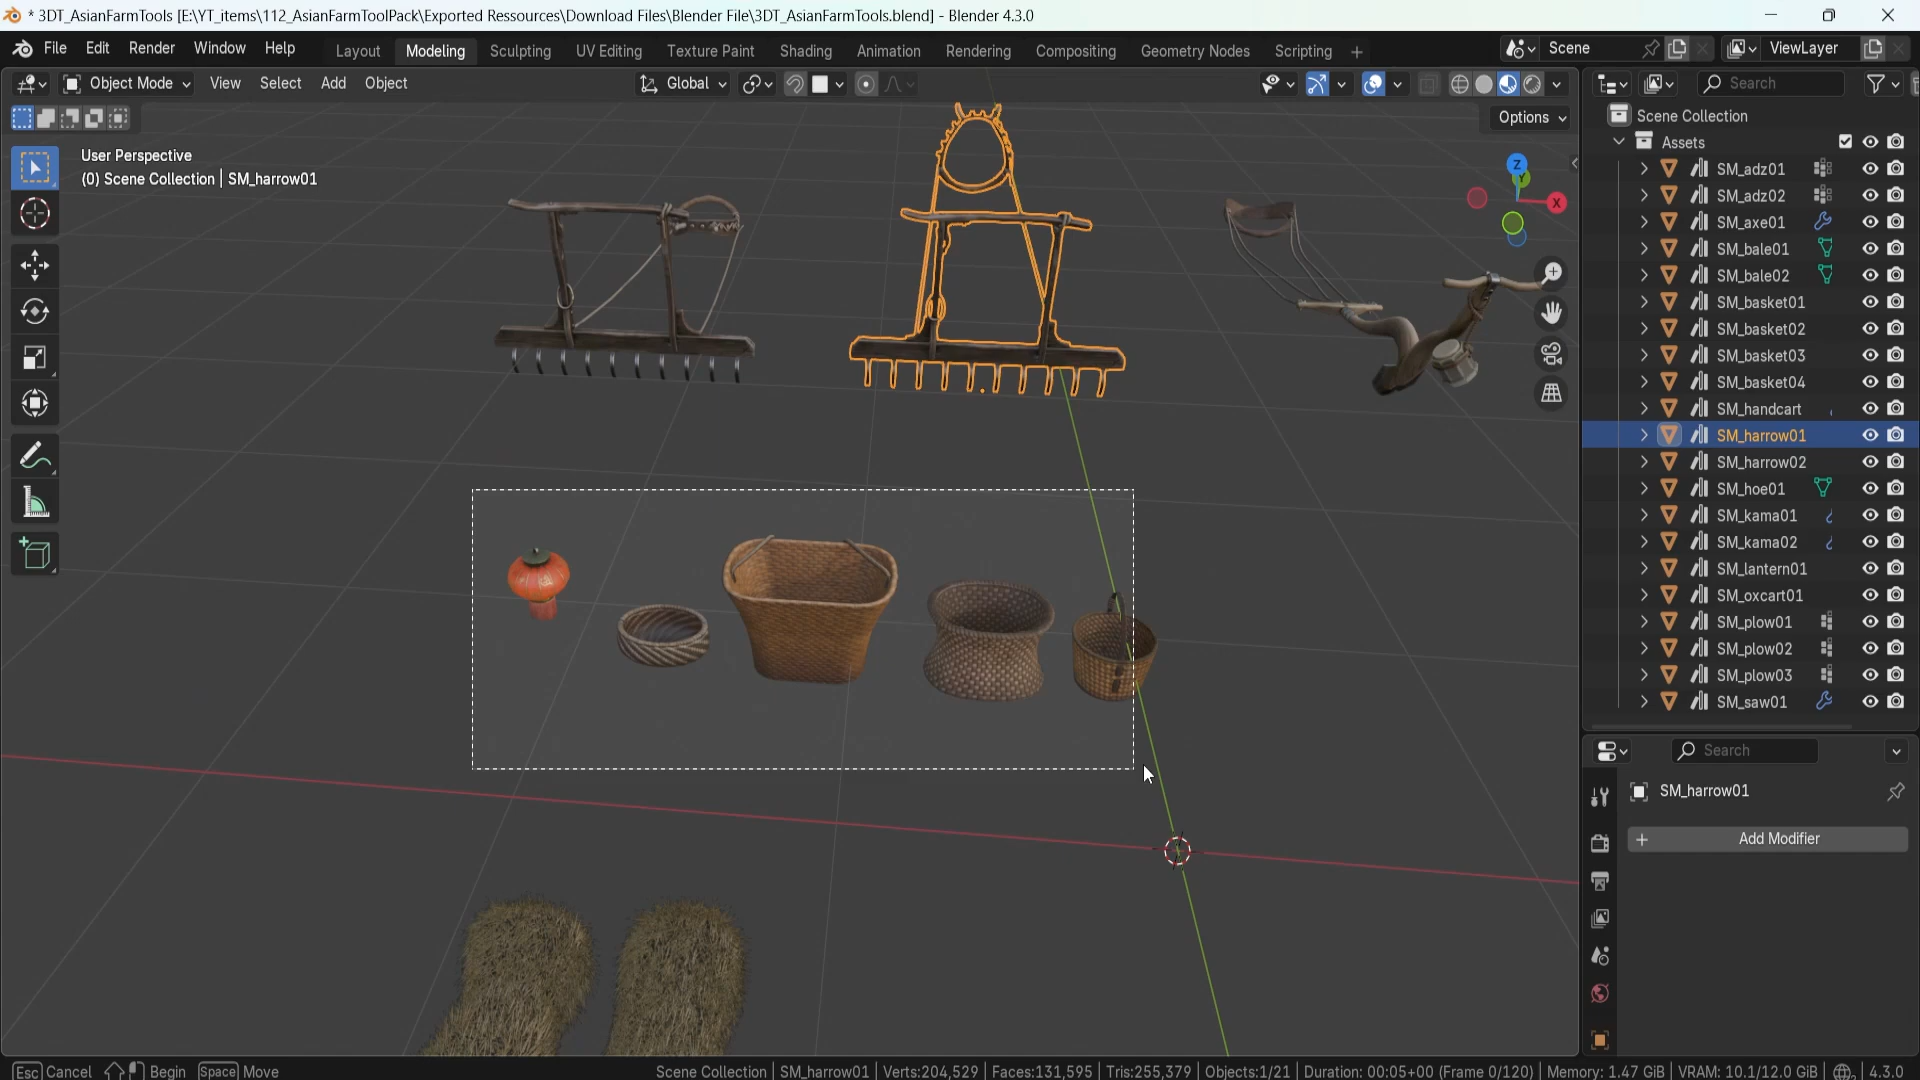 * 3DT_AsianFarmTools [E:\YT_items\112_AsianFarmToolPack\Exported Ressources\Download Files\Blender File\3DT_AsianFarmTools.blend] - Blender 4.3.0
File Edit Render Window Help Layout Modeling Sculpting UV Editing Texture Paint Shading Animation Rendering Compositing Geometry Nodes Scripting + Scene ViewLayer
Object Mode View Select Add Object Global Search
Options
User Perspective
(0) Scene Collection | SM_harrow01
Z
Y
X
Scene Collection
Assets
SM_adz01
SM_adz02
SM_axe01
SM_bale01
SM_bale02
SM_basket01
SM_basket02
SM_basket03
SM_basket04
SM_handcart
SM_harrow01
SM_harrow02
SM_hoe01
SM_kama01
SM_kama02
SM_lantern01
SM_oxcart01
SM_plow01
SM_plow02
SM_plow03
SM_saw01
Search
SM_harrow01
+ Add Modifier
Esc Cancel Begin Space Move Scene Collection | SM_harrow01 | Verts:204,529 | Faces:131,595 | Tris:255,379 | Objects:1/21 | Duration: 00:05+00 (Frame 0/120) | Memory: 1.47 GiB | VRAM: 10.1/12.0 GiB | 4.3.0